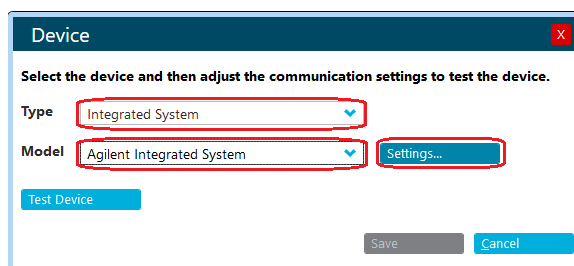 Device
X
Select the device and then adjust the communication settings to test the device.
Type Integrated System
Model Agilent Integrated System Settings...
Test Device
Save Cancel